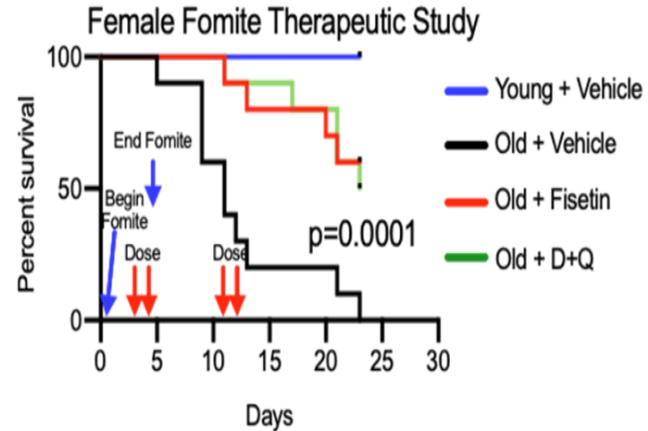 Female Fomite Therapeutic Study
Percent survival
100
50
0
End Fomite
Begin
Fomite
Dose
Dose
p=0.0001
0 5 10 15 20 25 30
Days
Young + Vehicle
Old + Vehicle
Old + Fisetin
Old + D+Q